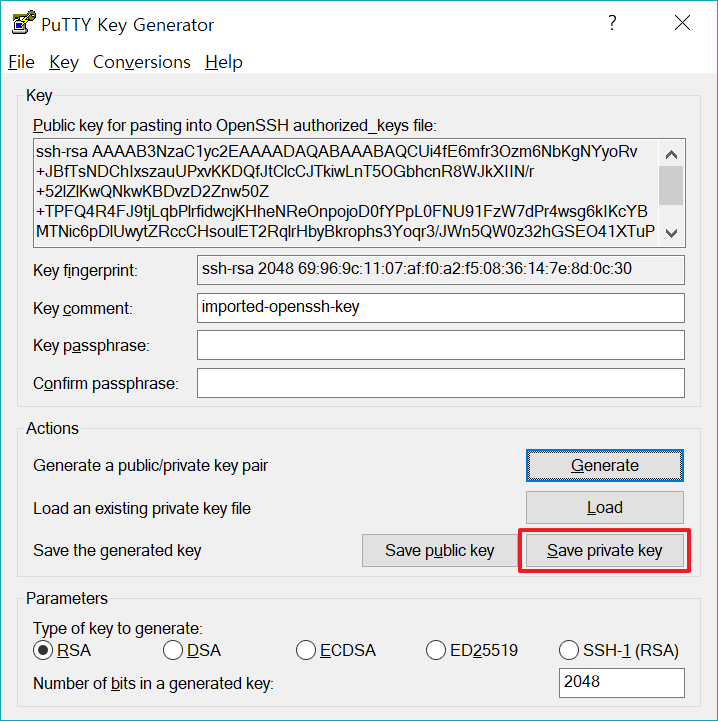 PuTTY Key Generator
?
File Key Conversions Help
Key
Public key for pasting into OpenSSH authorized_keys file:
ssh-rsa AAAAB3NzaC1yc2EAAAADAQABAAABAQCUi4fE6mfr3Ozm6NbKgNYyoRv
+JBfTsNDChIxszauUPxvKKDQfJtClcCJTkiwLnT5OGbhcnR8WJkXIIN/r
+52lZlKwQNkwKBDvzD2Znw50Z
+TPFQ4R4FJ9tjLqbPlrfidwcjKHheNReOnpojoD0fYPpL0FNU91FzW7dPr4wsg6kIKcYB
MTNic6pDlUwytZRccCHsoulET2RqlrHbyBkrophs3Yoqr3/JWn5QW0z32hGSEO41XTuP
Key fingerprint:
ssh-rsa 2048 69:96:9c:11:07:af:f0:a2:f5:08:36:14:7e:8d:0c:30
Key comment:
imported-openssh-key
Key passphrase:
Confirm passphrase:
Actions
Generate a public/private key pair
Generate
Load an existing private key file
Load
Save the generated key
Save public key
Save private key
Parameters
Type of key to generate:
RSA DSA ECDSA ED25519 SSH-1 (RSA)
Number of bits in a generated key:
2048